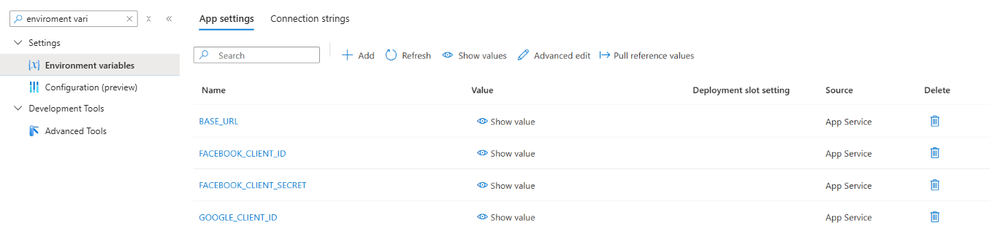 enviroment vari
App settings
Connection strings
Settings
Search
Add
Refresh
Show values
Advanced edit
Pull reference values
{x} Environment variables
Configuration (preview)
Name Value Deployment slot setting Source Delete
Development Tools
BASE_URL Show value App Service
Advanced Tools
FACEBOOK_CLIENT_ID Show value App Service
FACEBOOK_CLIENT_SECRET Show value App Service
GOOGLE_CLIENT_ID Show value App Service